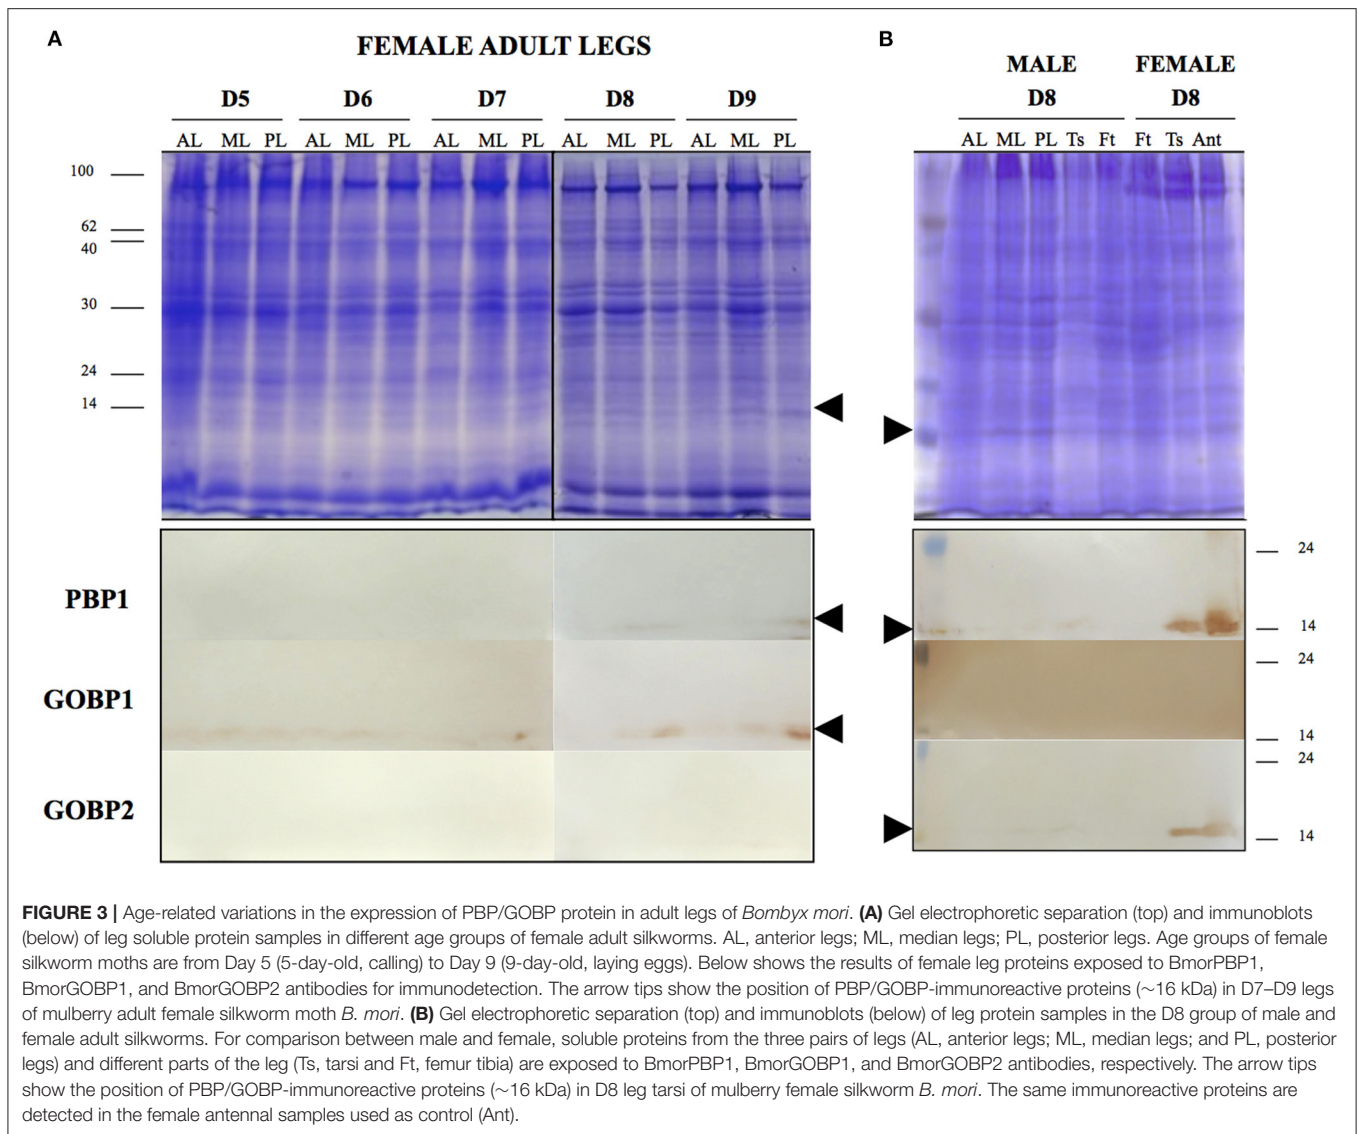 A
FEMALE ADULT LEGS
D5 D6 D7 D8 D9
AL ML PL AL ML PL AL ML PL AL ML PL AL ML PL
100
62
40
30
24
14
PBP1
GOBP1
GOBP2
B
MALE FEMALE
D8 D8
AL ML PL Ts Ft Ft Ts Ant
24
14
24
14
24
14
FIGURE 3 | Age-related variations in the expression of PBP/GOBP protein in adult legs of Bombyx mori. (A) Gel electrophoretic separation (top) and immunoblots
(below) of leg soluble protein samples in different age groups of female adult silkworms. AL, anterior legs; ML, median legs; PL, posterior legs. Age groups of female
silkworm moths are from Day 5 (5-day-old, calling) to Day 9 (9-day-old, laying eggs). Below shows the results of female leg proteins exposed to BmorPBP1,
BmorGOBP1, and BmorGOBP2 antibodies for immunodetection. The arrow tips show the position of PBP/GOBP-immunoreactive proteins (∼16 kDa) in D7–D9 legs
of mulberry adult female silkworm moth B. mori. (B) Gel electrophoretic separation (top) and immunoblots (below) of leg protein samples in the D8 group of male and
female adult silkworms. For comparison between male and female, soluble proteins from the three pairs of legs (AL, anterior legs; ML, median legs; and PL, posterior
legs) and different parts of the leg (Ts, tarsi and Ft, femur tibia) are exposed to BmorPBP1, BmorGOBP1, and BmorGOBP2 antibodies, respectively. The arrow tips
show the position of PBP/GOBP-immunoreactive proteins (∼16 kDa) in D8 leg tarsi of mulberry female silkworm B. mori. The same immunoreactive proteins are
detected in the female antennal samples used as control (Ant).